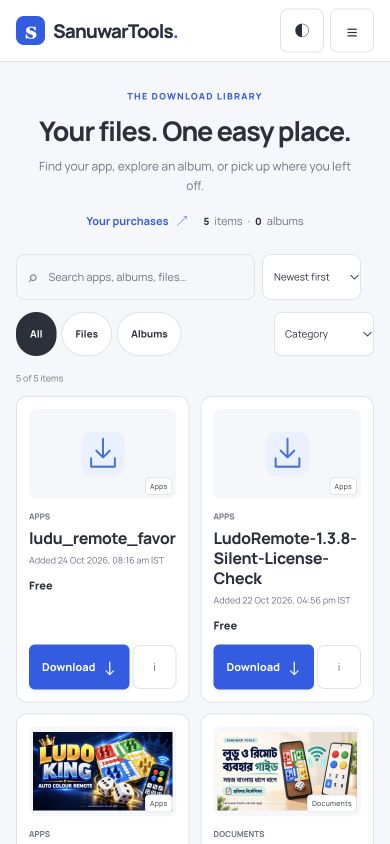 S SanuwarTools.
THE DOWNLOAD LIBRARY
Your files. One easy place.
Find your app, explore an album, or pick up where you left
off.
Your purchases ↗ 5 items · 0 albums
Search apps, albums, files...
Newest first
All
Files
Albums
Category
5 of 5 items
Apps
APPS
ludu_remote_favor
Added 24 Oct 2026, 08:16 am IST
Free
Download ↓
i
Apps
APPS
LudoRemote-1.3.8-
Silent-License-
Check
Added 22 Oct 2026, 04:56 pm IST
Free
Download ↓
i
LUDO
KING
AUTO COLOUR REMOTE
Apps
APPS
SANUWAR TOOLS
লুডু ও রিমোট
ব্যবহার গাইড
সহজ বাংলায় ধাপে ধাপে
Documents
DOCUMENTS